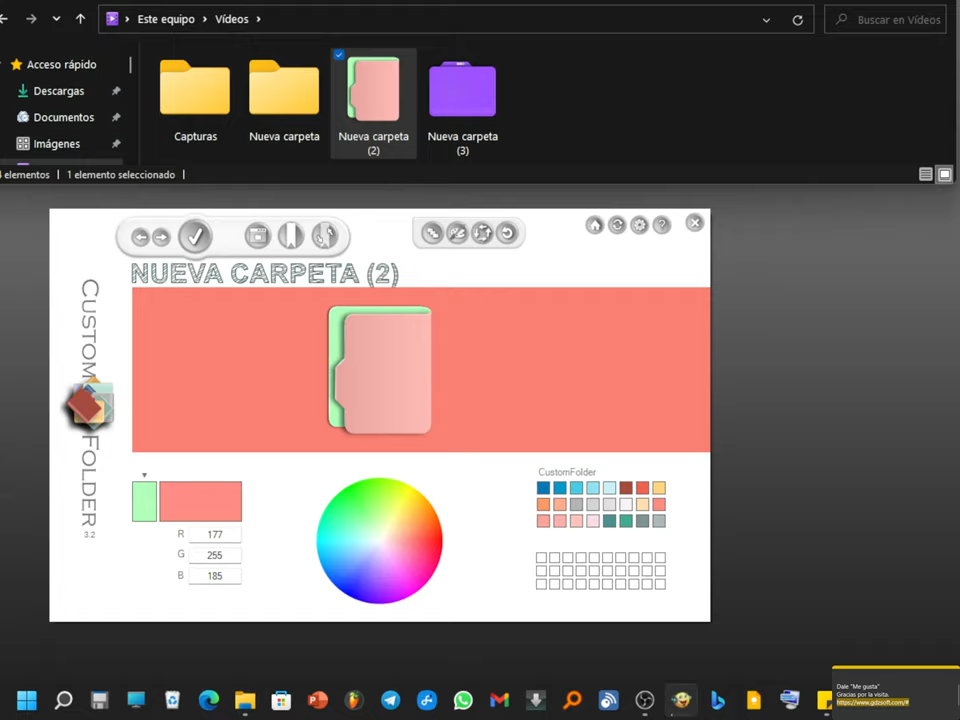 Este equipo
Vídeos
Buscar en Vídeos
Acceso rápido
Descargas
Documentos
Imágenes
Capturas
Nueva carpeta
Nueva carpeta
(2)
Nueva carpeta
(3)
elementos
1 elemento seleccionado
NUEVA CARPETA (2)
CUSTOM FOLDER
3.2
R 177
G 255
B 185
CustomFolder
Dale "Me gusta"
Gracias por la visita.
https://www.gdzsoft.com/#